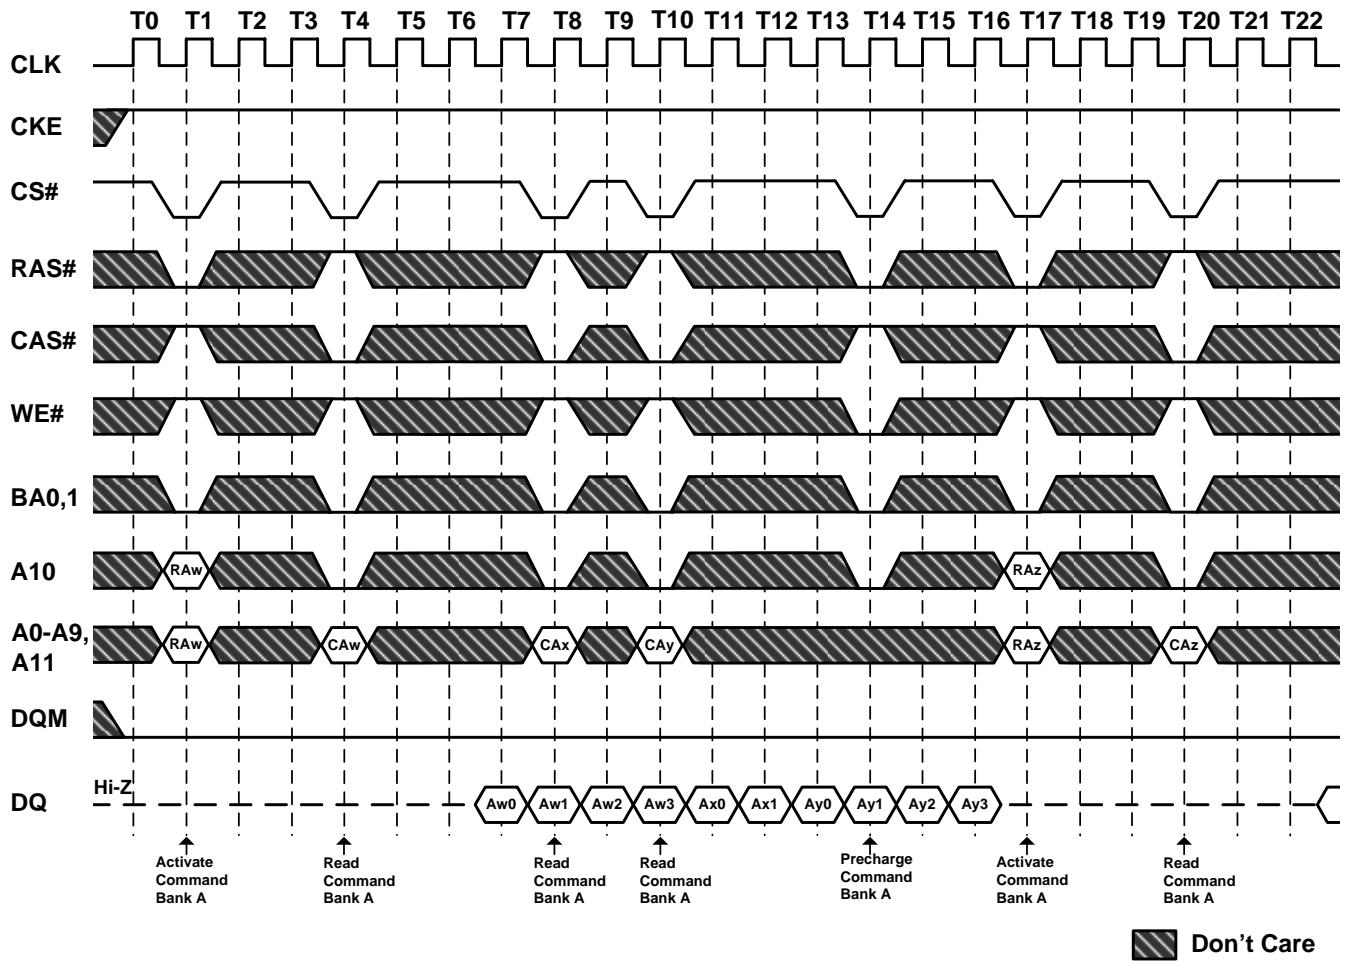 T0 T1 T2 T3 T4 T5 T6 T7 T8 T9 T10 T11 T12 T13 T14 T15 T16 T17 T18 T19 T20 T21 T22
CLK
CKE
CS#
RAS#
CAS#
WE#
BA0,1
A10 RAw RAz
A0-A9,
A11
RAw CAw CAx CAy RAz CAz
DQM
Hi-Z
DQ Aw0 Aw1 Aw2 Aw3 Ax0 Ax1 Ay0 Ay1 Ay2 Ay3
Activate
Command
Bank A
Read
Command
Bank A
Read
Command
Bank A
Read
Command
Bank A
Precharge
Command
Bank A
Activate
Command
Bank A
Read
Command
Bank A
Don't Care